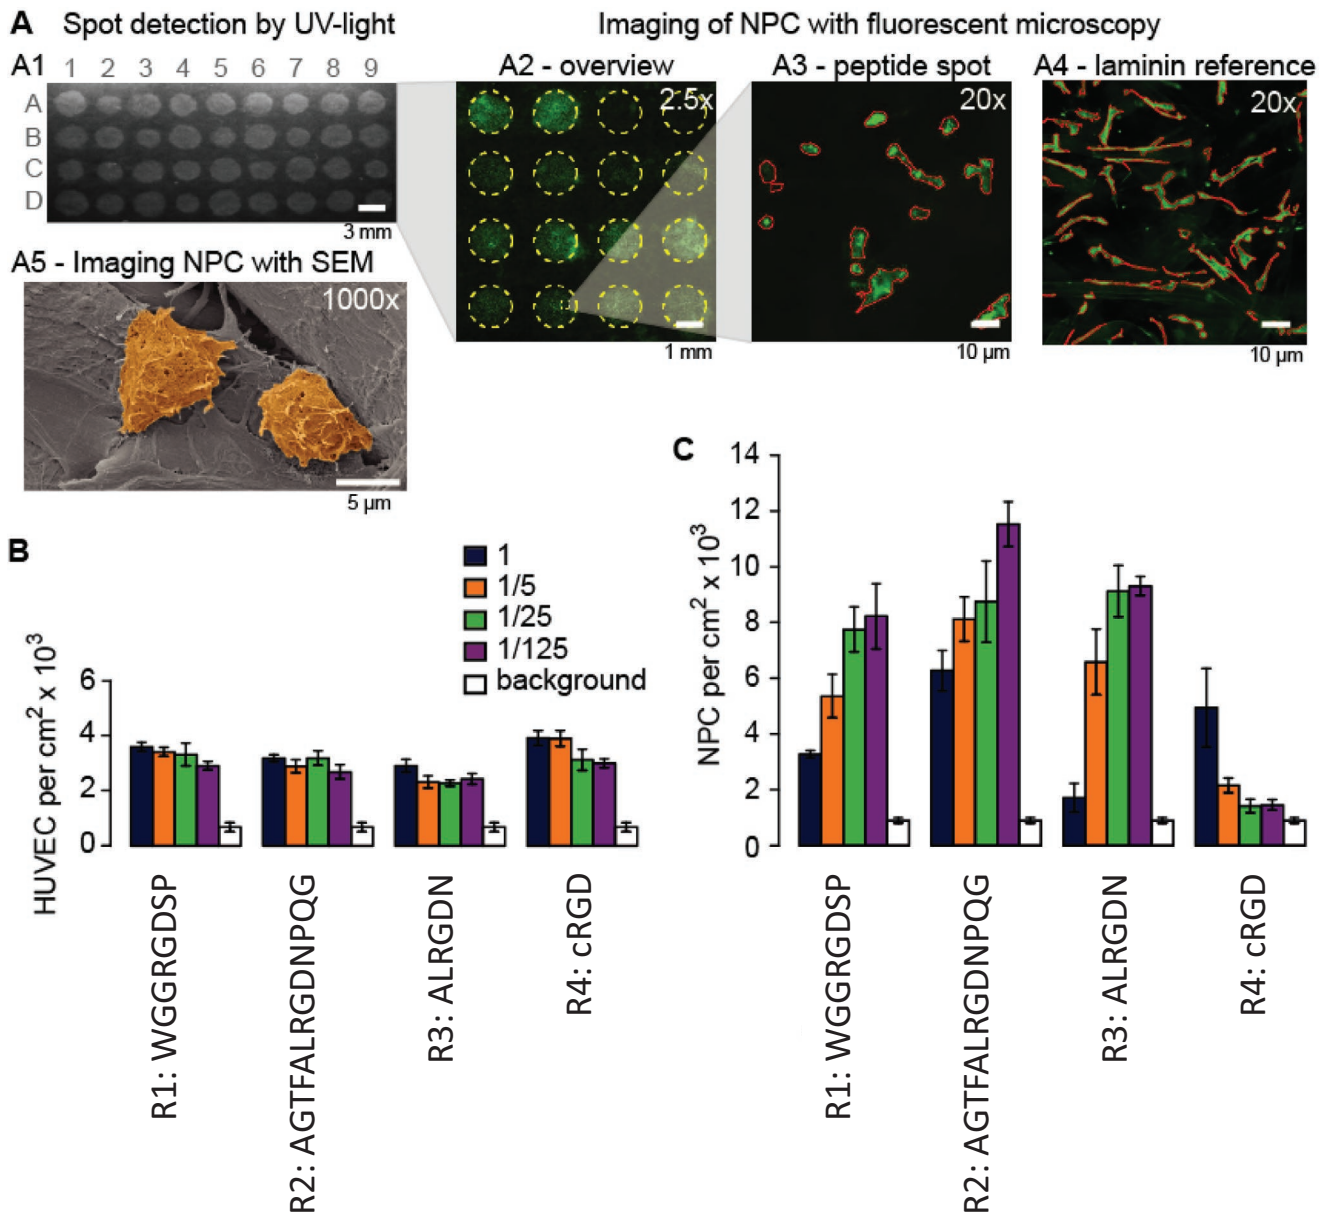 A Spot detection by UV-light
Imaging of NPC with fluorescent microscopy
A1 1 2 3 4 5 6 7 8 9
A
B
C
D
3 mm
A2 - overview
2.5x
1 mm
A3 - peptide spot
20x
10 µm
A4 - laminin reference
20x
10 µm
A5 - Imaging NPC with SEM
1000x
5 µm
B
HUVEC per cm² x 10³
6
4
2
0
1
1/5
1/25
1/125
background
R1: WGGRGDSP
R2: AGTFALRGDNPQG
R3: ALRGDN
R4: cRGD
C
NPC per cm² x 10³
14
12
10
8
6
4
2
0
R1: WGGRGDSP
R2: AGTFALRGDNPQG
R3: ALRGDN
R4: cRGD